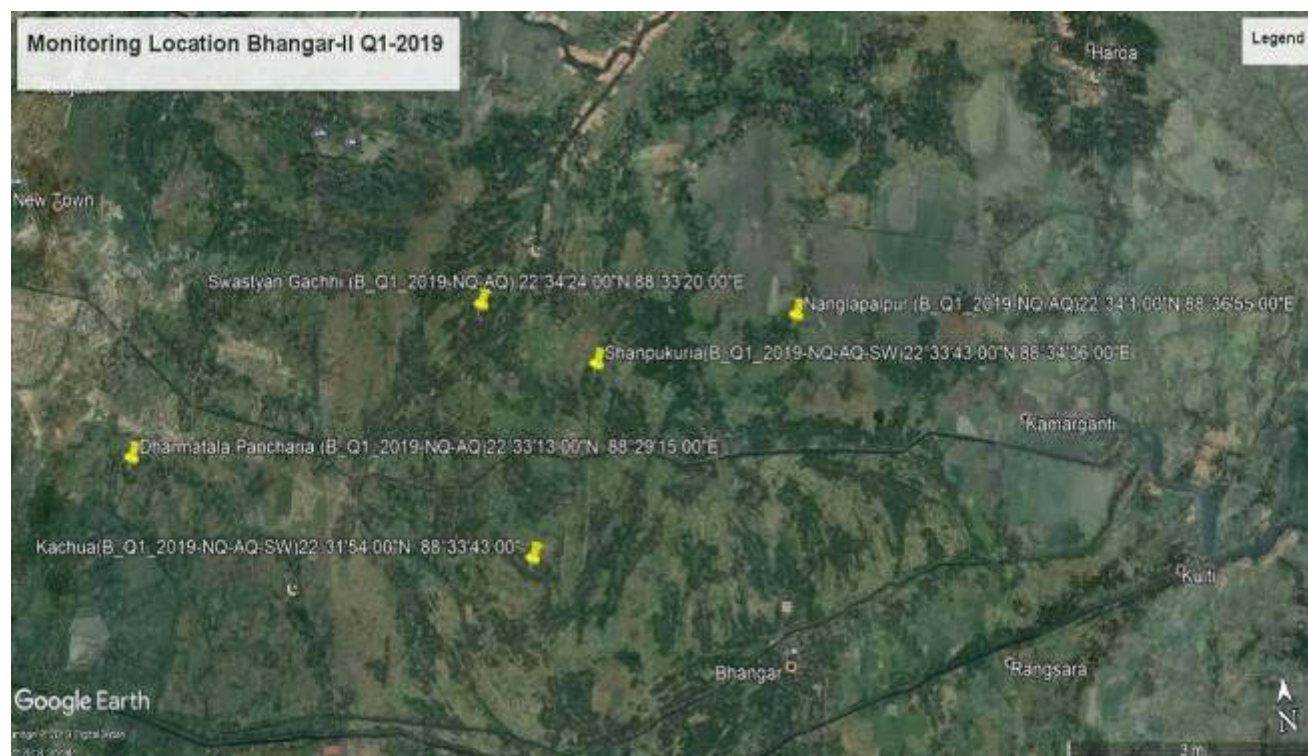 Monitoring Location Bhangar-II Q1-2019
Legend
Haroa
New Town
Swastyan Gachhi (B_Q1_2019-NQ-AQ) 22°34'24.00"N 88°33'20.00"E
Nanglapalpur (B_Q1_2019-NQ-AQ)22°34'1.00"N 88°36'55.00"E
Shanpukuria(B_Q1_2019-NQ-AQ-SW)22°33'43.00"N 88°34'36.00"E
Kamarganti
Dharmatala Pancharia (B_Q1_2019-NQ-AQ)22°33'13.00"N 88°29'15.00"E
Kachua(B_Q1_2019-NQ-AQ-SW)22°31'54.00"N 88°33'43.00"
Kulti
Bhangar
Rangsara
Google Earth
N
3 m